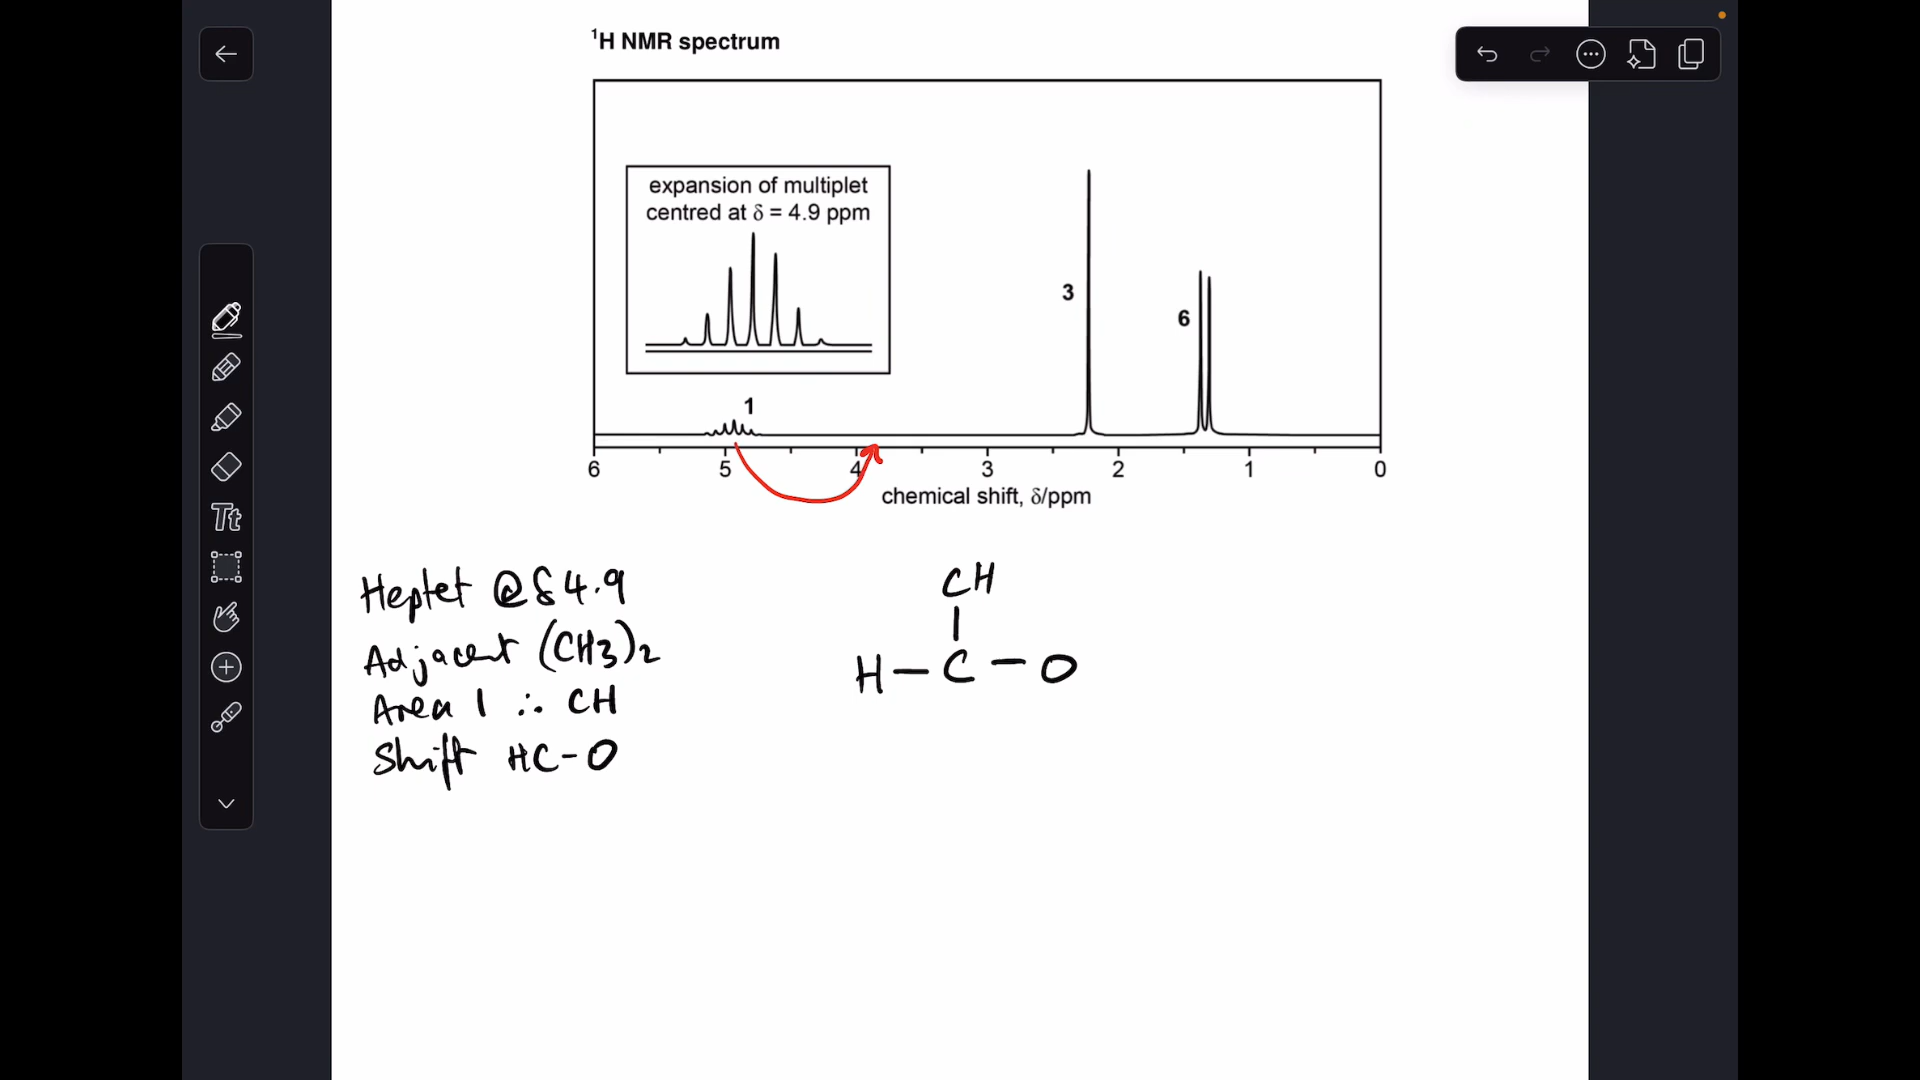 ¹H NMR spectrum
expansion of multiplet
centred at δ = 4.9 ppm
3
6
1
6 5 4 3 2 1 0
chemical shift, δ/ppm
Heptet @ δ 4.9
Adjacent (CH3)2
Area 1 ∴ CH
Shift HC-O
CH
H-C-O
Tt